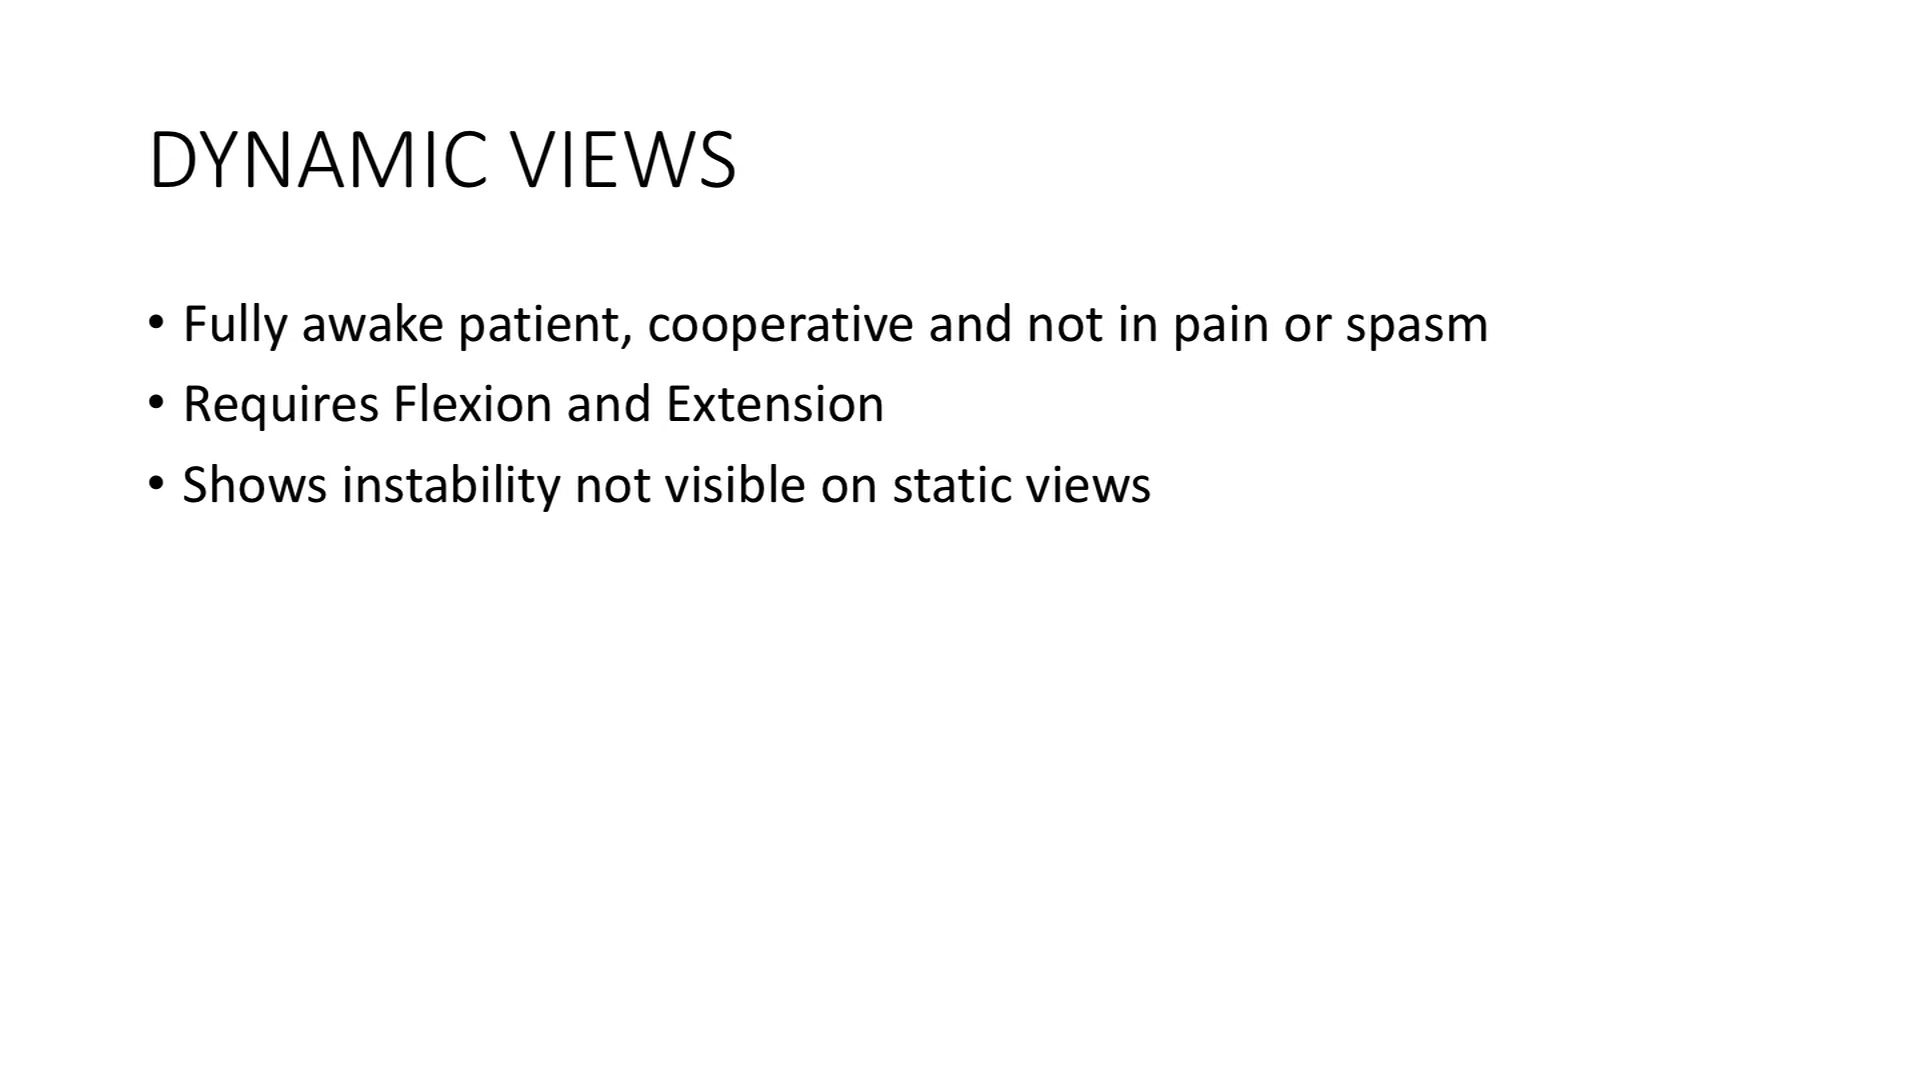 DYNAMIC VIEWS
• Fully awake patient, cooperative and not in pain or spasm
• Requires Flexion and Extension
• Shows instability not visible on static views